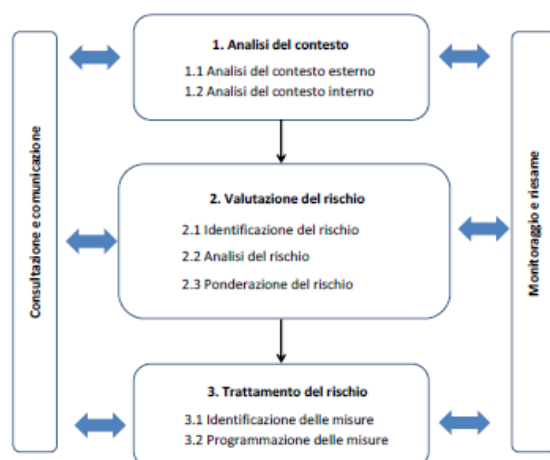 Consultazione e comunicazione
1. Analisi del contesto
1.1 Analisi del contesto esterno
1.2 Analisi del contesto interno
2. Valutazione del rischio
2.1 Identificazione del rischio
2.2 Analisi del rischio
2.3 Ponderazione del rischio
3. Trattamento del rischio
3.1 Identificazione delle misure
3.2 Programmazione delle misure
Monitoraggio e riesame